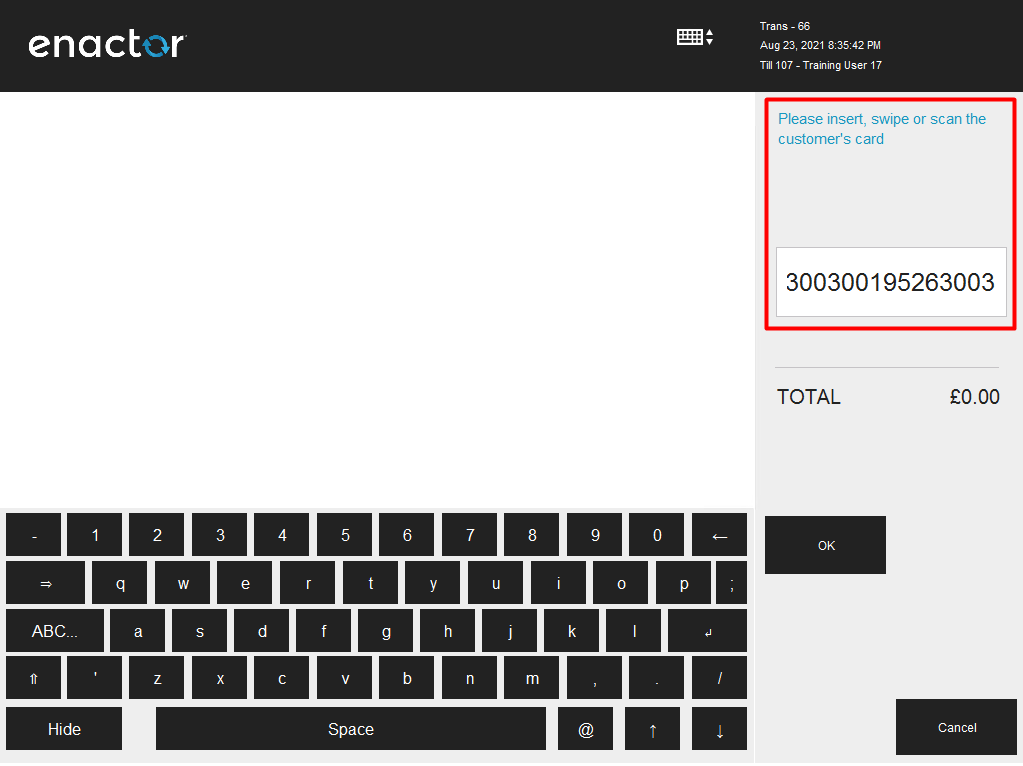 enactor
Trans - 66
Aug 23, 2021 8:35:42 PM
Till 107 - Training User 17
Please insert, swipe or scan the
customer's card
300300195263003
TOTAL £0.00
- 1 2 3 4 5 6 7 8 9 0 ←
⇒ q w e r t y u i o p ;
ABC... a s d f g h j k l ↲
⇑ ' z x c v b n m , . /
Hide Space @ ↑ ↓
OK
Cancel